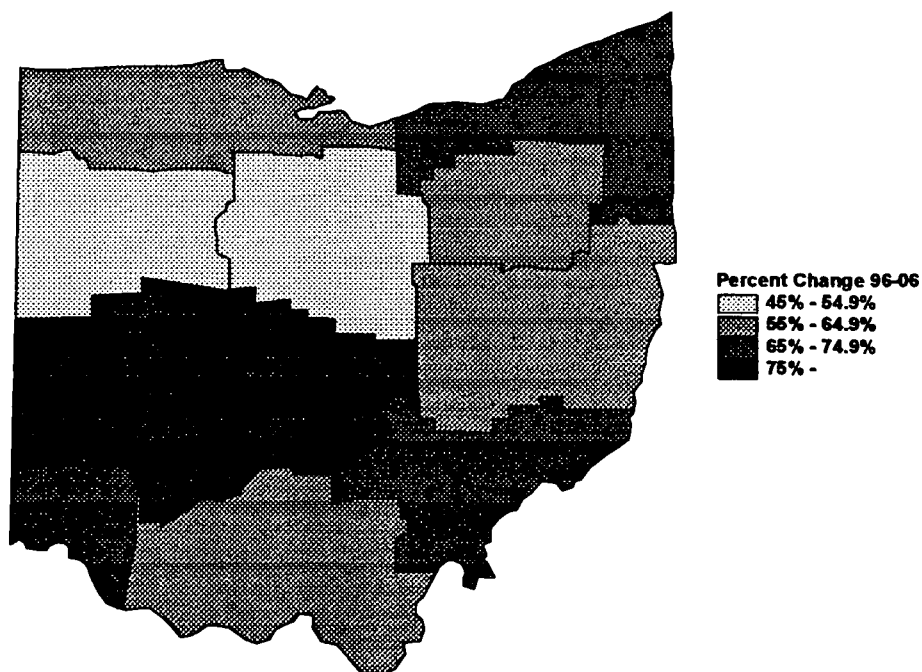 Percent Change 96-06
45% - 54.9%
55% - 64.9%
65% - 74.9%
75% -